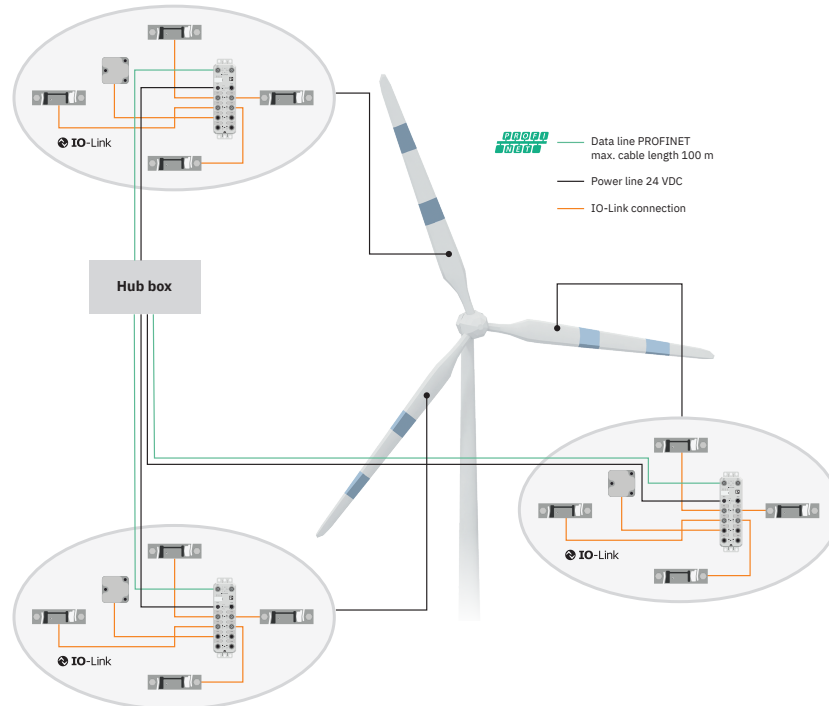 IO-Link
Hub box
PROFI
NET
Data line PROFINET
max. cable length 100 m
Power line 24 VDC
IO-Link connection
IO-Link
IO-Link